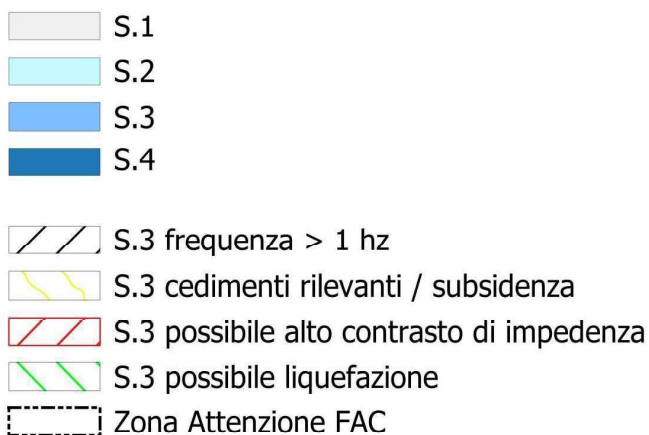 S.1
S.2
S.3
S.4
S.3 frequenza > 1 hz
S.3 cedimenti rilevanti / subsidenza
S.3 possibile alto contrasto di impedenza
S.3 possibile liquefazione
Zona Attenzione FAC